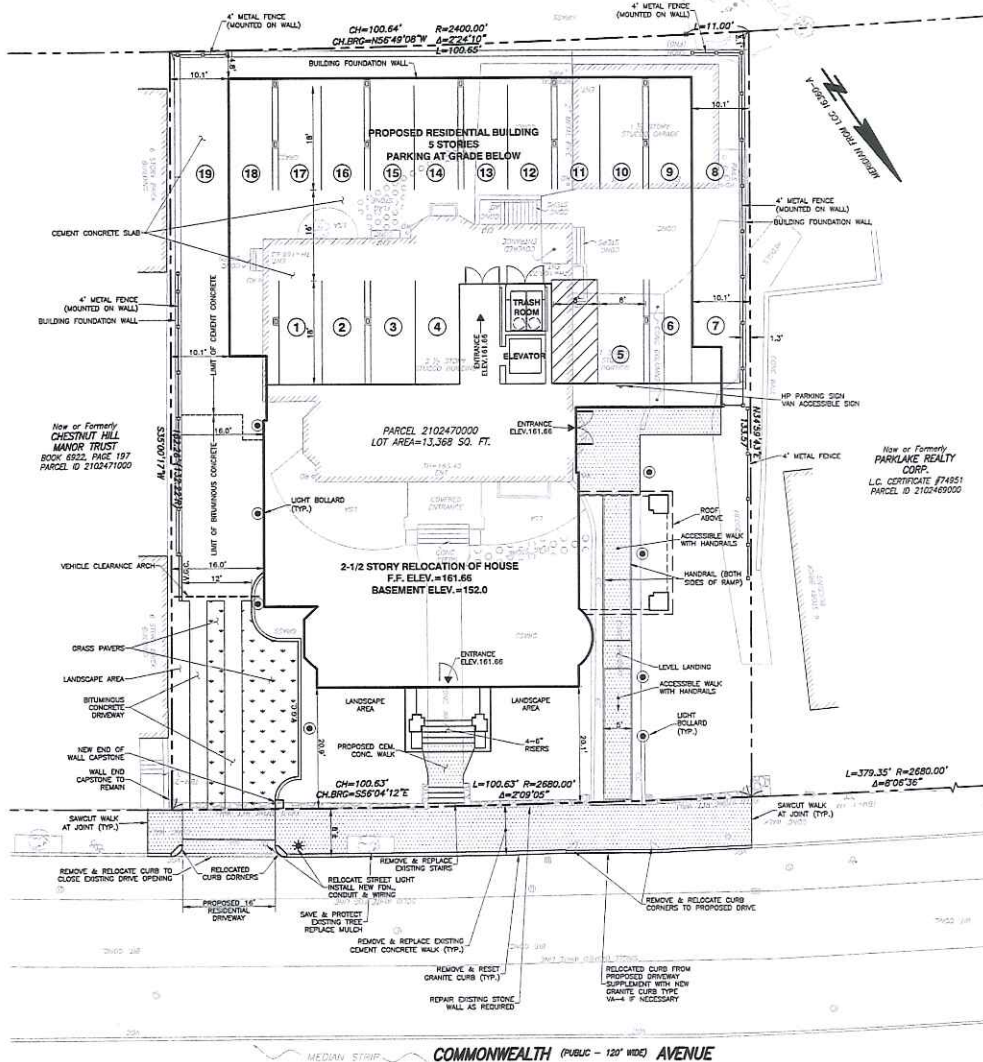 4' METAL FENCE
(MOUNTED ON WALL)
CH=100.64' R=2400.00'
CH.BRG=N56°49'08"W Δ=2°24'10"
L=100.65'
4' METAL FENCE
(MOUNTED ON WALL)
L=11.00'
BUILDING FOUNDATION WALL
10.1'
10.1'
MERIDIAN FROM LCC 16360-A
PROPOSED RESIDENTIAL BUILDING
5 STORIES
PARKING AT GRADE BELOW
18'
19
18
17
16
15
14
13
12
11
10
9
8
4' METAL FENCE
(MOUNTED ON WALL)
BUILDING FOUNDATION WALL
CEMENT CONCRETE SLAB
16'
4' METAL FENCE
(MOUNTED ON WALL)
BUILDING FOUNDATION WALL
LIMIT OF CEMENT CONCRETE
10.1'
18'
1
2
3
4
ENTRANCE
ELEV.161.66
TRASH
ROOM
ELEVATOR
8'
5
6
7
10.1'
1.3'
HP PARKING SIGN
VAN ACCESSIBLE SIGN
Now or Formerly
CHESTNUT HILL
MANOR TRUST
BOOK 6922, PAGE 197
PARCEL ID 2102471000
S35°00'17"W
16.0'
LIMIT OF BITUMINOUS CONCRETE
PARCEL 2102470000
LOT AREA=13,368 SQ. FT.
ENTRANCE
ELEV.161.66
4' METAL FENCE
Now or Formerly
PARKLAKE REALTY
CORP.
L.C. CERTIFICATE #74951
PARCEL ID 2102469000
LIGHT BOLLARD
(TYP.)
COVERED
ENTRANCE
ROOF
ABOVE
ACCESSIBLE WALK
WITH HANDRAILS
VEHICLE CLEARANCE ARCH
V.G.C.
16.0'
12'
2-1/2 STORY RELOCATION OF HOUSE
F.F. ELEV.=161.66
BASEMENT ELEV.=152.0
HANDRAIL (BOTH
SIDES OF RAMP)
GRASS PAVERS
LANDSCAPE AREA
BITUMINOUS
CONCRETE
DRIVEWAY
V.G.C.
ENTRANCE
ELEV.161.66
LEVEL LANDING
ACCESSIBLE WALK
WITH HANDRAILS
LANDSCAPE
AREA
LANDSCAPE
AREA
5'
LIGHT
BOLLARD
(TYP.)
NEW END OF
WALL CAPSTONE
WALL END
CAPSTONE TO
REMAIN
20.9'
PROPOSED CEM.
CONC. WALK
4-6"
RISERS
20.1'
CH=100.63'
CH.BRG=S56°04'12"E
L=100.63' R=2680.00'
Δ=2°09'05"
L=379.35' R=2680.00'
Δ=8°06'36"
SAWCUT WALK
AT JOINT (TYP.)
SAWCUT WALK
AT JOINT (TYP.)
REMOVE & RELOCATE CURB TO
CLOSE EXISTING DRIVE OPENING
RELOCATED
CURB CORNERS
REMOVE & REPLACE
EXISTING STAIRS
RELOCATE STREET LIGHT
INSTALL NEW FDN.,
CONDUIT & WIRING
PROPOSED 16'
RESIDENTIAL
DRIVEWAY
SAVE & PROTECT
EXISTING TREE
REPLACE MULCH
REMOVE & RELOCATE CURB
CORNERS TO PROPOSED DRIVE
REMOVE & REPLACE EXISTING
CEMENT CONCRETE WALK (TYP.)
REMOVE & RESET
GRANITE CURB (TYP.)
RELOCATED CURB FROM
PROPOSED DRIVEWAY
SUPPLEMENT WITH NEW
GRANITE CURB TYPE
VA-4 IF NECESSARY
REPAIR EXISTING STONE
WALL AS REQUIRED
MEDIAN STRIP
COMMONWEALTH (PUBLIC - 120' WIDE) AVENUE